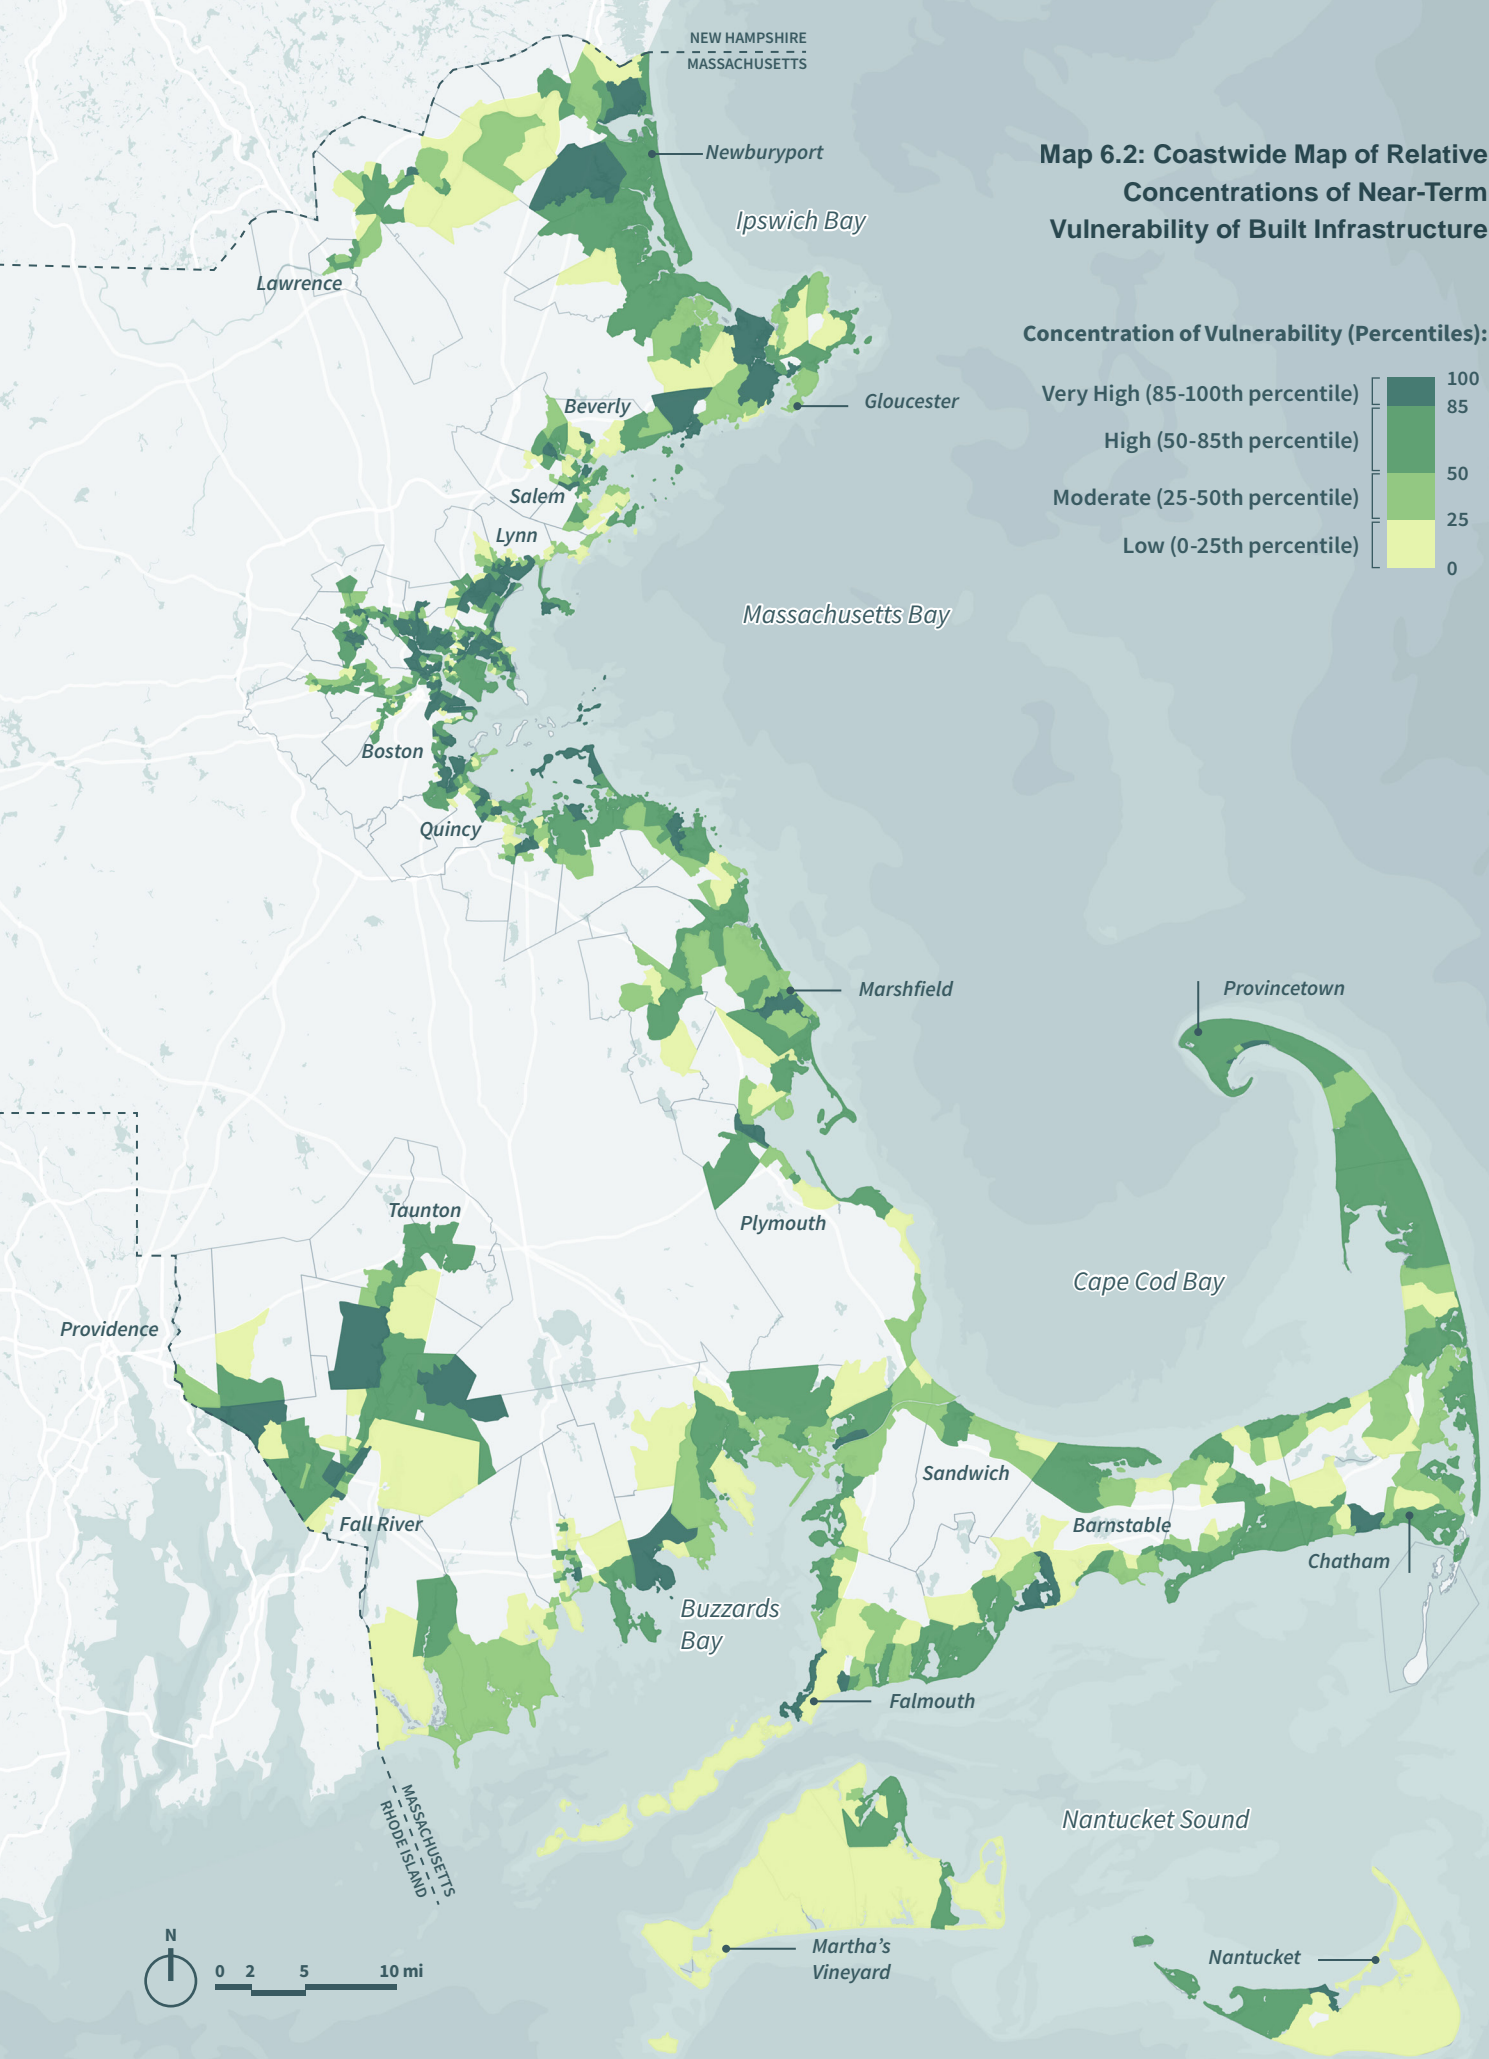 NEW HAMPSHIRE
MASSACHUSETTS
Map 6.2: Coastwide Map of Relative
Concentrations of Near-Term
Vulnerability of Built Infrastructure
Newburyport
Ipswich Bay
Lawrence
Concentration of Vulnerability (Percentiles):
Very High (85-100th percentile)
100
85
High (50-85th percentile)
50
Moderate (25-50th percentile)
25
Low (0-25th percentile)
0
Beverly
Gloucester
Salem
Lynn
Massachusetts Bay
Boston
Quincy
Marshfield
Provincetown
Taunton
Plymouth
Cape Cod Bay
Providence
Sandwich
Fall River
Barnstable
Chatham
Buzzards
Bay
Falmouth
MASSACHUSETTS
RHODE ISLAND
Nantucket Sound
Martha's
Vineyard
Nantucket
N
0 2 5 10 mi